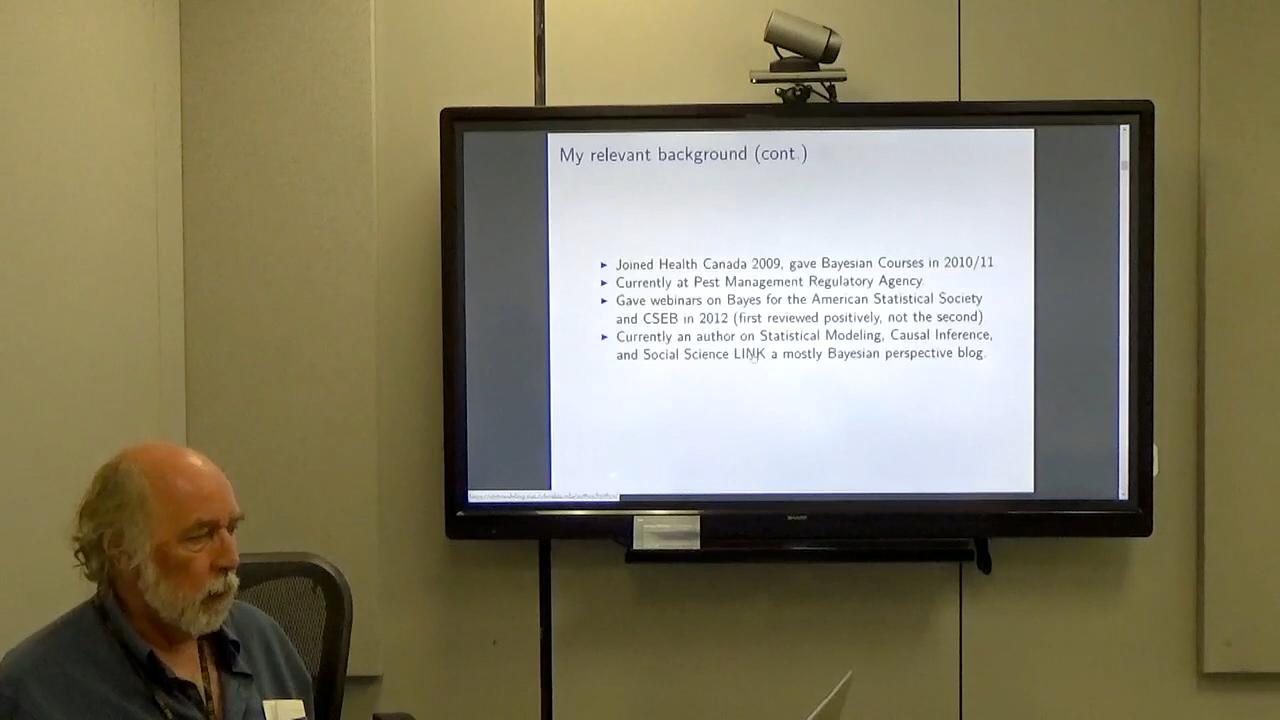 My relevant background (cont.)
► Joined Health Canada 2009, gave Bayesian Courses in 2010/11
► Currently at Pest Management Regulatory Agency
► Gave webinars on Bayes for the American Statistical Society
and CSEB in 2012 (first reviewed positively, not the second)
► Currently an author on Statistical Modeling, Causal Inference,
and Social Science LINK a mostly Bayesian perspective blog.
SHARP